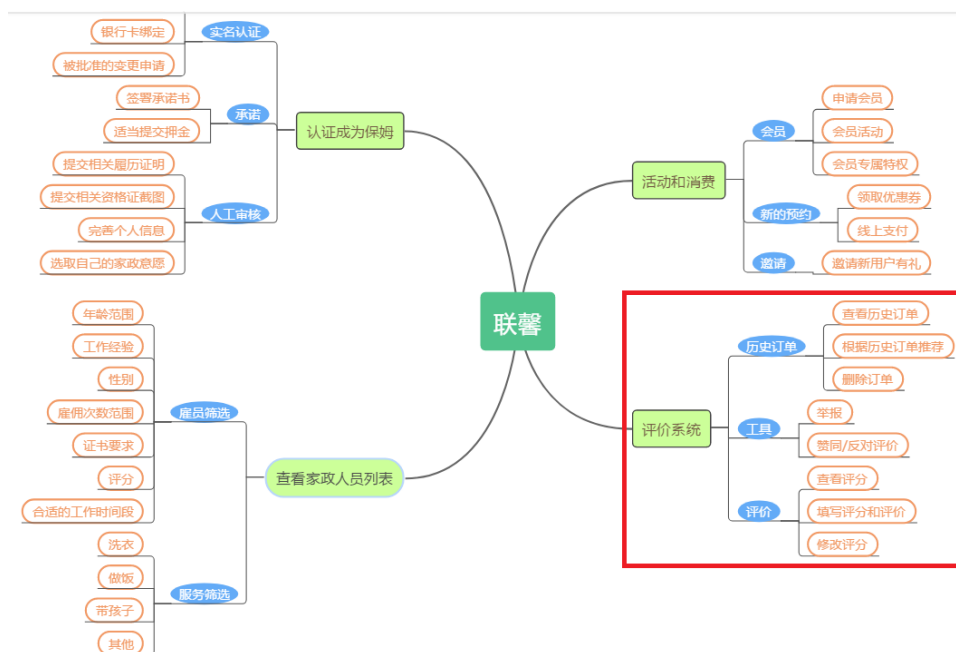 银行卡绑定
被批准的变更申请
实名认证
签署承诺书
适当提交押金
承诺
提交相关履历证明
提交相关资格证截图
完善个人信息
选取自己的家政意愿
人工审核
认证成为保姆
年龄范围
工作经验
性别
雇佣次数范围
证书要求
评分
合适的工作时间段
雇员筛选
洗衣
做饭
带孩子
其他
服务筛选
查看家政人员列表
联馨
活动和消费
会员
申请会员
会员活动
会员专属特权
新的预约
领取优惠券
线上支付
邀请
邀请新用户有礼
评价系统
历史订单
查看历史订单
根据历史订单推荐
删除订单
工具
举报
赞同/反对评价
评价
查看评分
填写评分和评价
修改评分